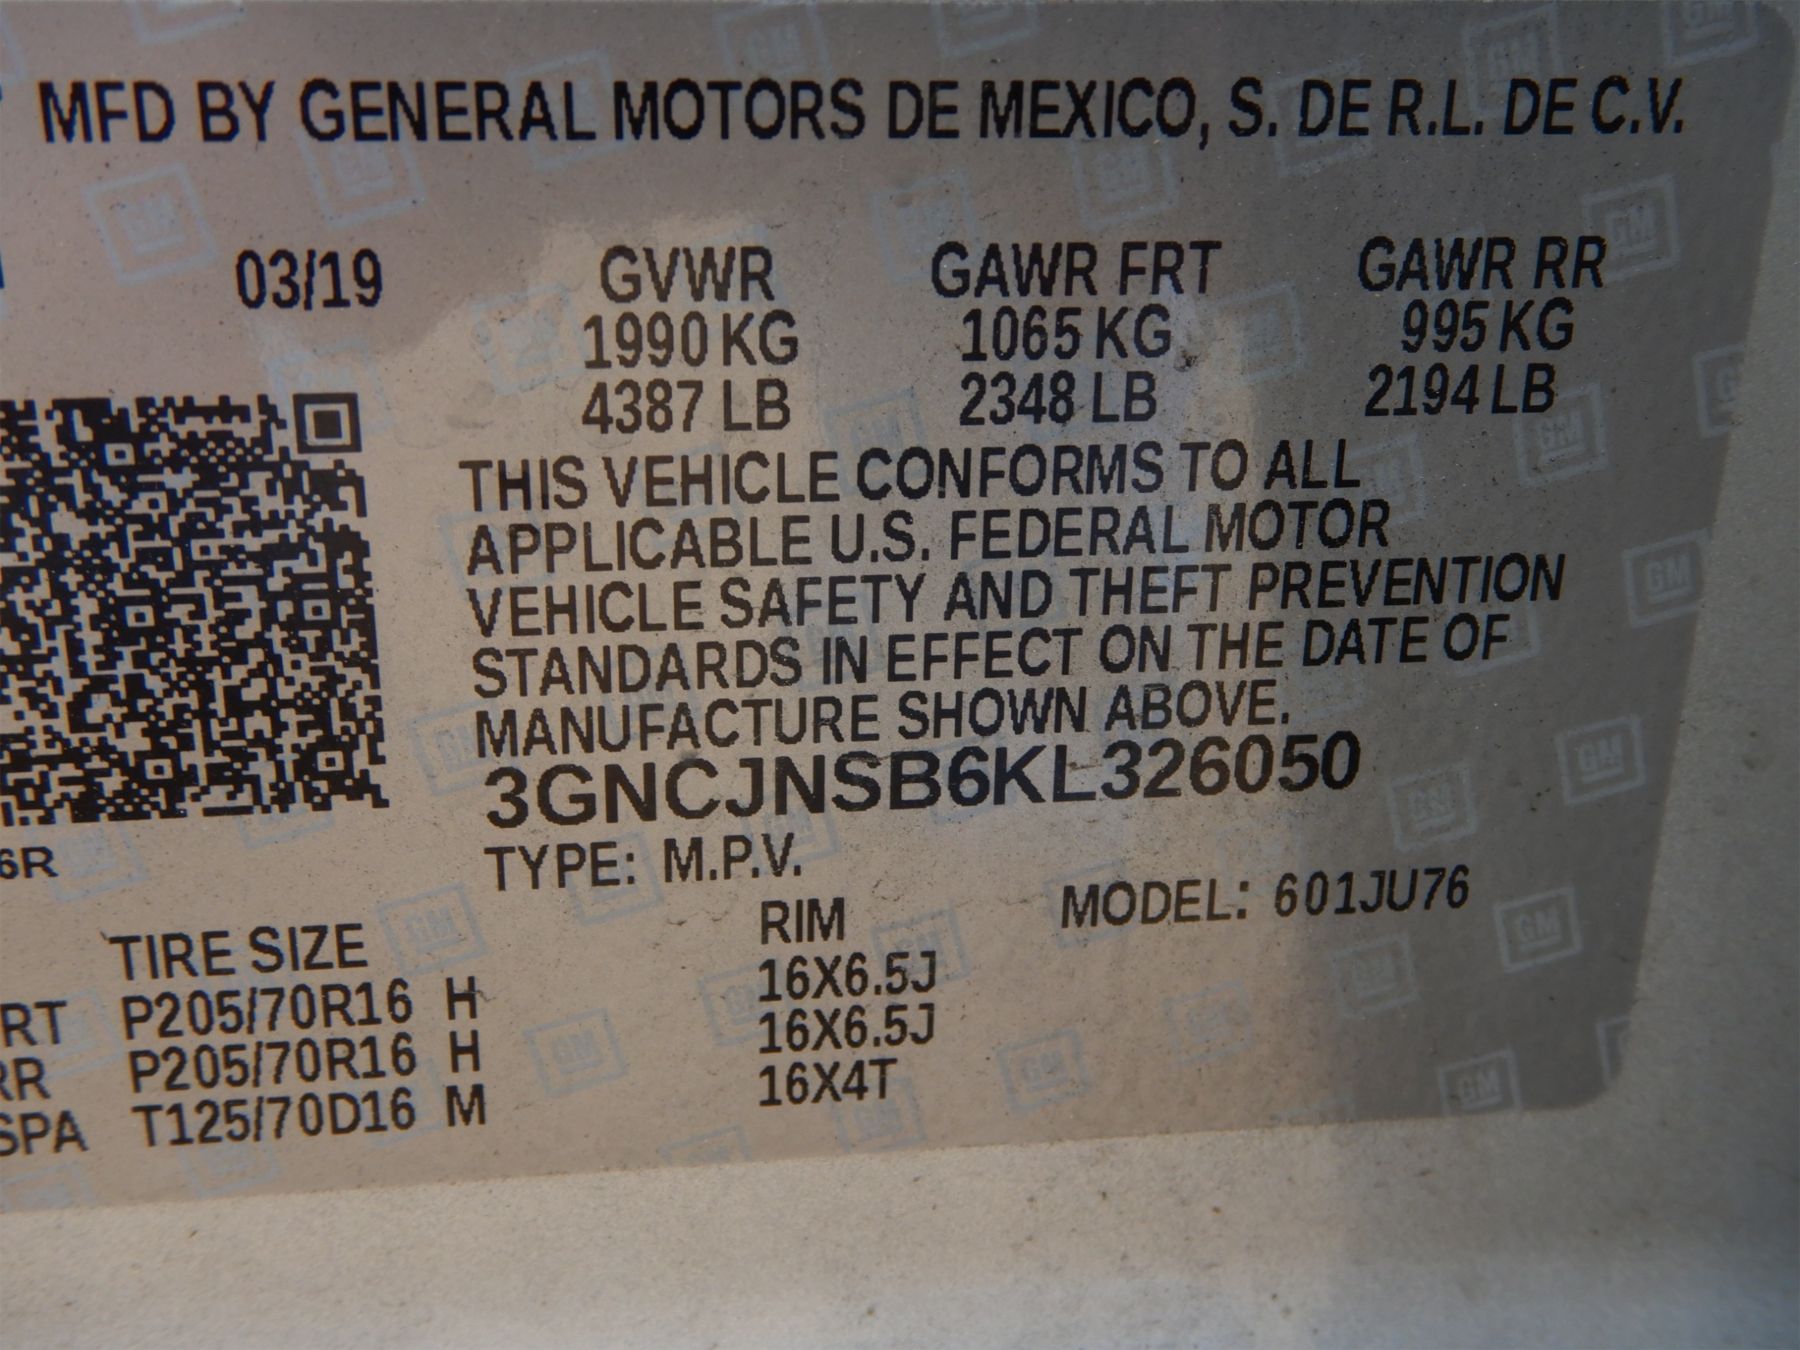 MFD BY GENERAL MOTORS DE MEXICO, S. DE R.L. DE C.V.
03/19 GVWR GAWR FRT GAWR RR
1990 KG 1065 KG 995 KG
4387 LB 2348 LB 2194 LB
THIS VEHICLE CONFORMS TO ALL
APPLICABLE U.S. FEDERAL MOTOR
VEHICLE SAFETY AND THEFT PREVENTION
STANDARDS IN EFFECT ON THE DATE OF
MANUFACTURE SHOWN ABOVE.
3GNCJNSB6KL326050
6R TYPE: M.P.V.
TIRE SIZE RIM MODEL: 601JU76
RT P205/70R16 H 16X6.5J
RR P205/70R16 H 16X6.5J
SPA T125/70D16 M 16X4T